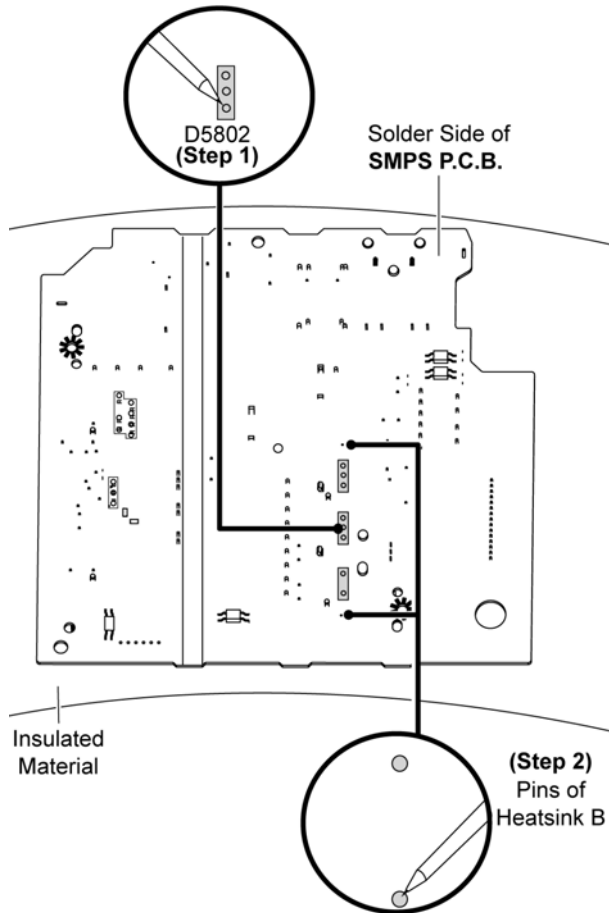 D5802
(Step 1)
Solder Side of
SMPS P.C.B.
Insulated
Material
(Step 2)
Pins of
Heatsink B